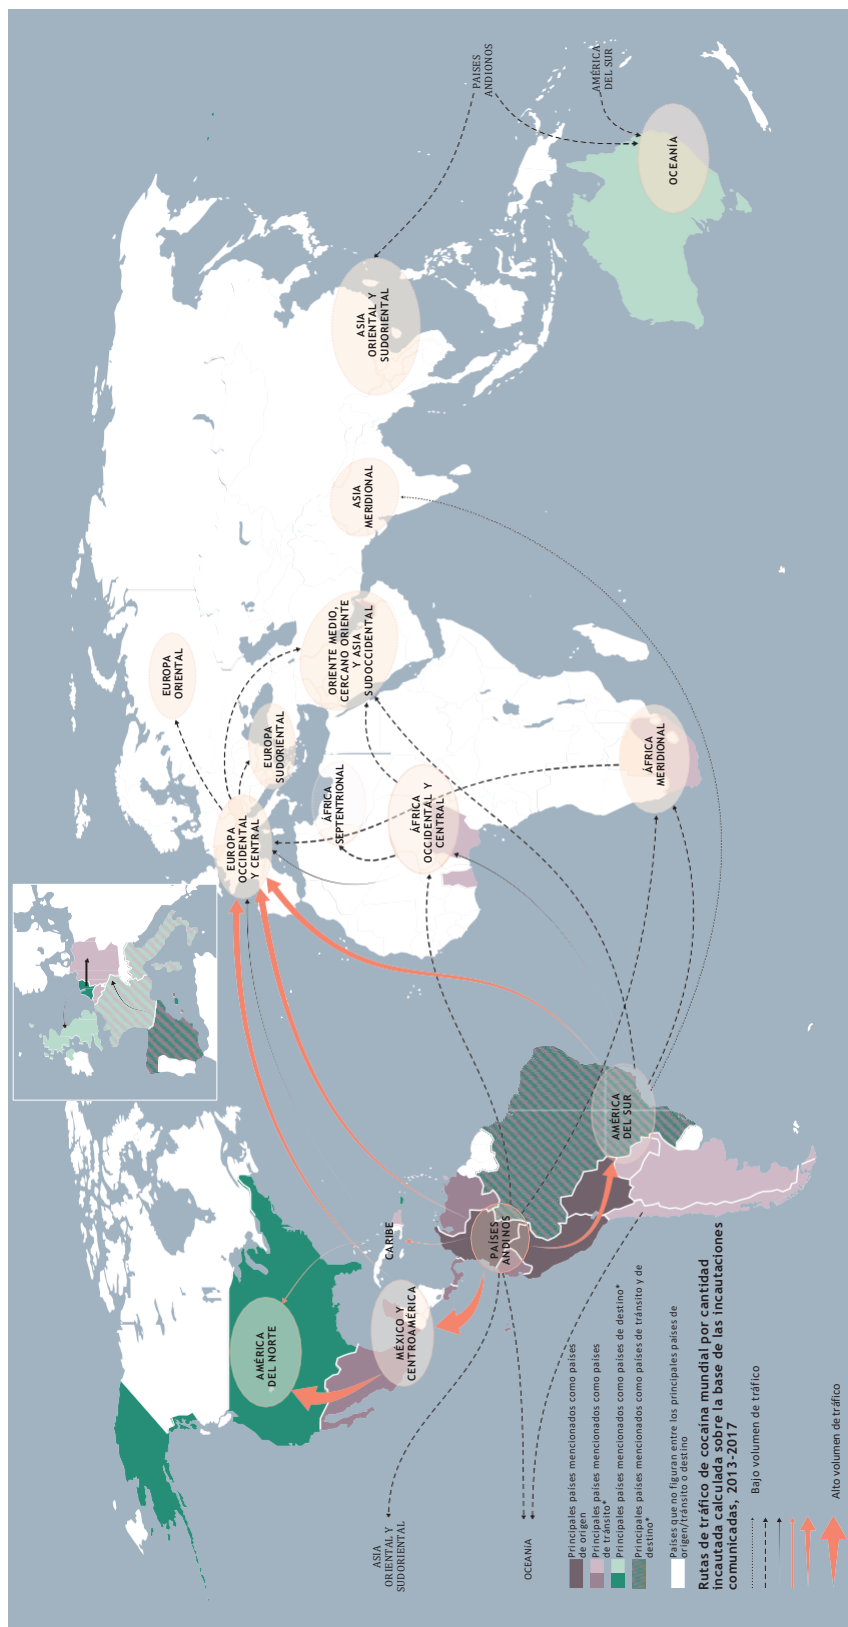 EUROPA
ORIENTAL
EUROPA
OCCIDENTAL
Y CENTRAL
EUROPA
SUDORIENTAL
ORIENTE MEDIO,
CERCANO ORIENTE
Y ASIA
SUDOCCIDENTAL
ASIA
MERIDIONAL
ASIA
ORIENTAL Y
SUDORIENTAL
PAISES
ANDIONOS
AMÉRICA
DEL SUR
OCEANÍA
ÁFRICA
SEPTENTRIONAL
ÁFRICA
OCCIDENTAL Y
CENTRAL
ÁFRICA
MERIDIONAL
AMÉRICA
DEL NORTE
CARIBE
MÉXICO Y
CENTROAMÉRICA
PAÍSES
ANDINOS
AMÉRICA
DEL SUR
ASIA
ORIENTAL Y
SUDORIENTAL
OCEANIA
Principales países mencionados como países
de origen
Principales países mencionados como países
de tránsito*
Principales países mencionados como países de destino*
Principales países mencionados como países de tránsito y de
destino*
Países que no figuran entre los principales países de
origen/tránsito o destino
Rutas de tráfico de cocaína mundial por cantidad
incautada calculada sobre la base de las incautaciones
comunicadas, 2013-2017
Bajo volumen de tráfico
Alto volumen de tráfico